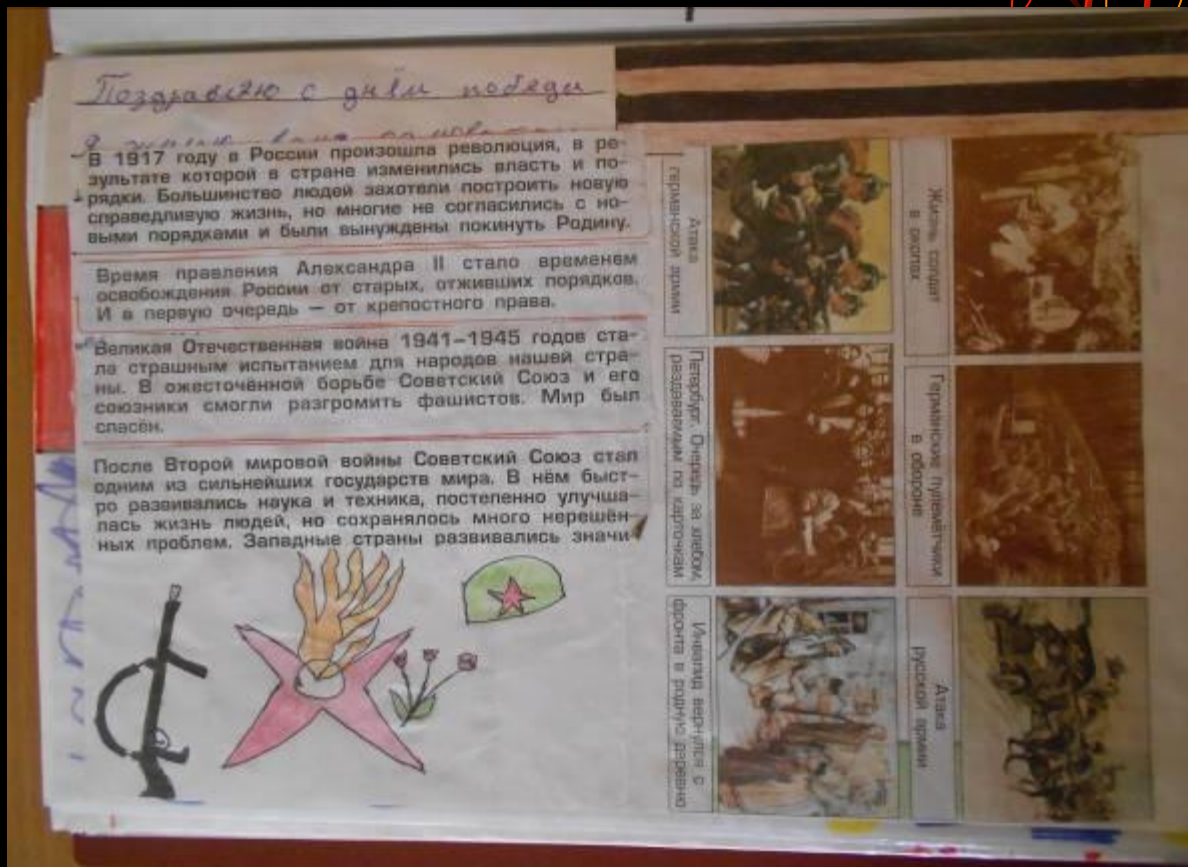 Поздравляю с днём победы
Я желаю вам
В 1917 году в России произошла революция, в ре-
зультате которой в стране изменились власть и по-
рядки. Большинство людей захотели построить новую
справедливую жизнь, но многие не согласились с но-
выми порядками и были вынуждены покинуть Родину.
Время правления Александра II стало временем
освобождения России от старых, отживших порядков.
И в первую очередь — от крепостного права.
Великая Отечественная война 1941–1945 годов ста-
ла страшным испытанием для народов нашей стра-
ны. В ожесточённой борьбе Советский Союз и его
союзники смогли разгромить фашистов. Мир был
спасён.
После Второй мировой войны Советский Союз стал
одним из сильнейших государств мира. В нём быст-
ро развивались наука и техника, постепенно улучша-
лась жизнь людей, но сохранялось много нерешён-
ных проблем. Западные страны развивались значи-
Жизнь солдат
в окопах
Германские пулемётчики
в обороне
Атака
русской армии
Атака
германской армии
Петербург. Очередь за хлебом,
раздаваемым по карточкам
Инвалид вернулся с
фронта в родную деревню